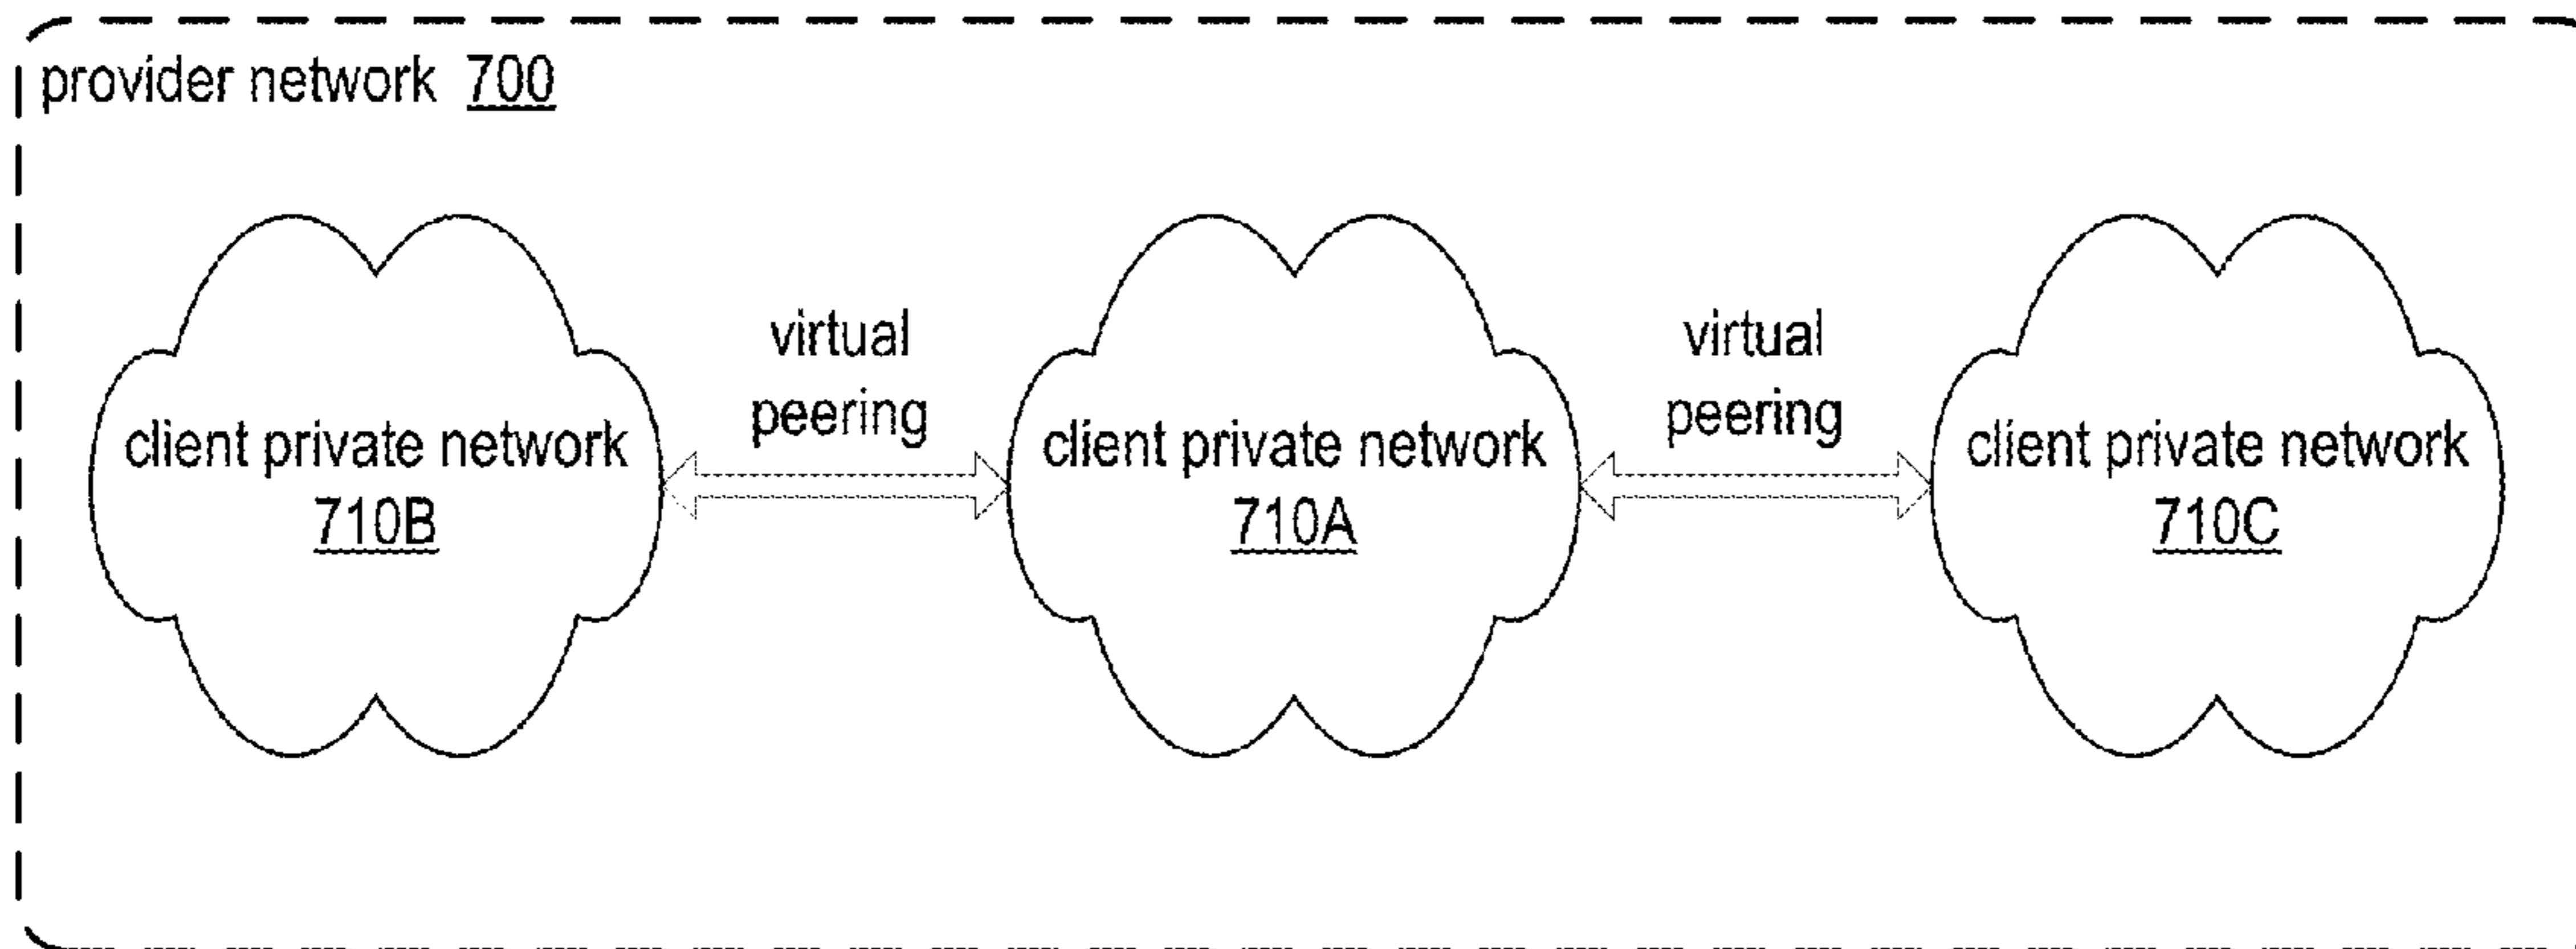 provider network 700
virtual
peering
virtual
peering
client private network
710B
client private network
710A
client private network
710C